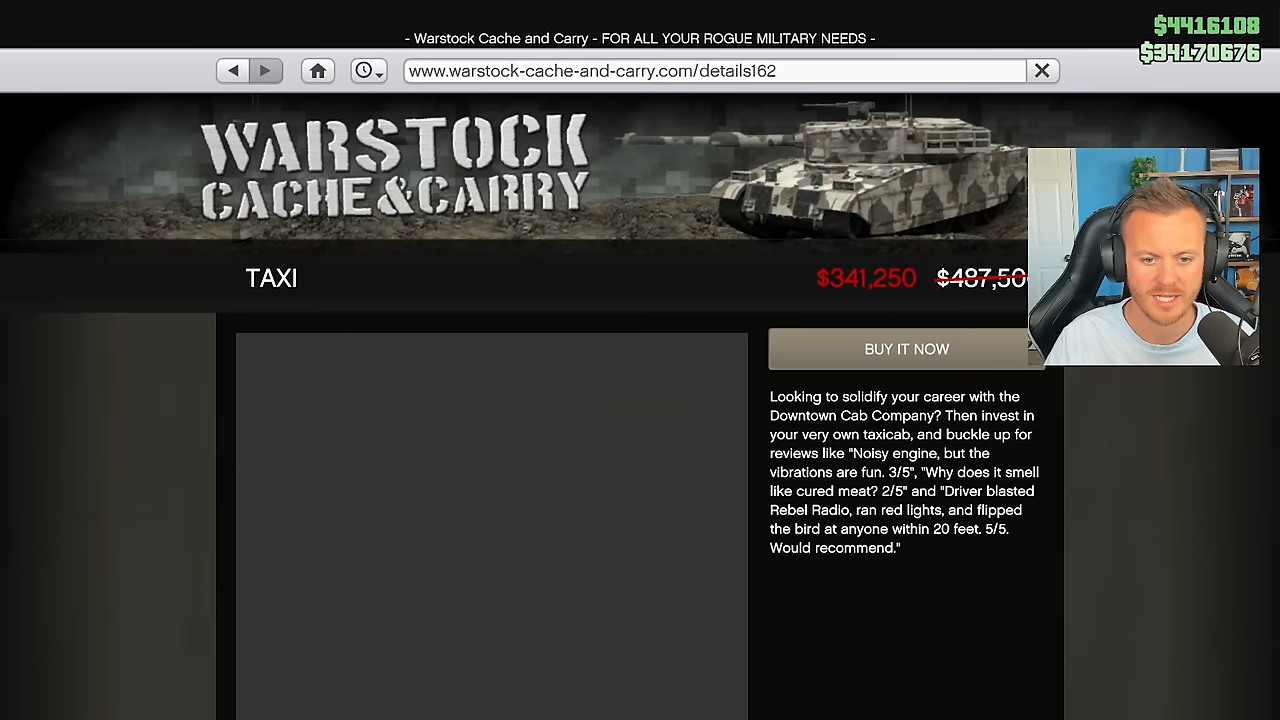 $4416108
- Warstock Cache and Carry - FOR ALL YOUR ROGUE MILITARY NEEDS -
$34170676
www.warstock-cache-and-carry.com/details162
WARSTOCK
CACHE&CARRY
TAXI
$341,250 $487,50
BUY IT NOW
Looking to solidify your career with the
Downtown Cab Company? Then invest in
your very own taxicab, and buckle up for
reviews like "Noisy engine, but the
vibrations are fun. 3/5", "Why does it smell
like cured meat? 2/5" and "Driver blasted
Rebel Radio, ran red lights, and flipped
the bird at anyone within 20 feet. 5/5.
Would recommend."